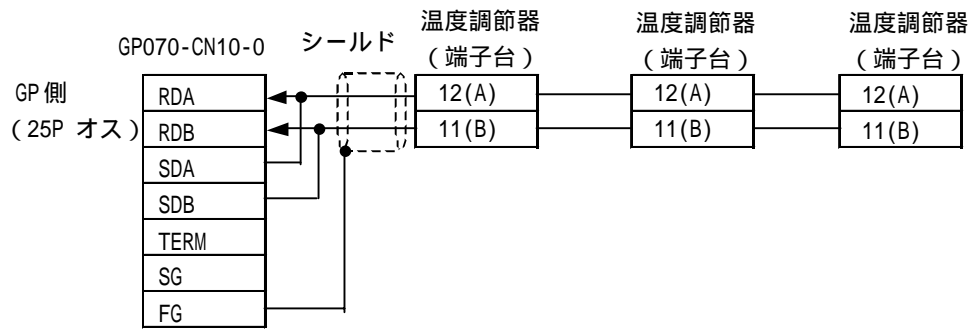 GP070-CN10-0
シールド
温度調節器
（端子台）
温度調節器
（端子台）
温度調節器
（端子台）
GP側
（25P オス）
RDA
RDB
SDA
SDB
TERM
SG
FG
12(A)
11(B)
12(A)
11(B)
12(A)
11(B)